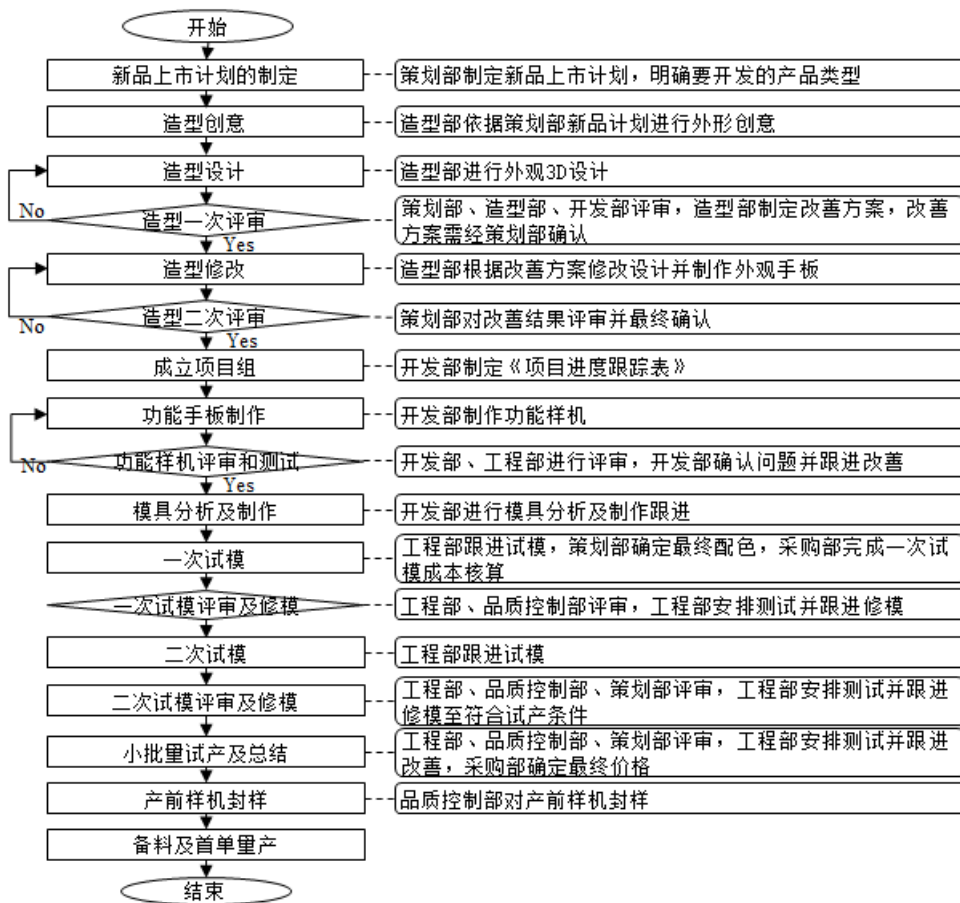 开始
新品上市计划的制定
策划部制定新品上市计划，明确要开发的产品类型
造型创意
造型部依据策划部新品计划进行外形创意
造型设计
造型部进行外观3D设计
No
造型一次评审
策划部、造型部、开发部评审，造型部制定改善方案，改善
方案需经策划部确认
Yes
造型修改
造型部根据改善方案修改设计并制作外观手板
No
造型二次评审
策划部对改善结果评审并最终确认
Yes
成立项目组
开发部制定《项目进度跟踪表》
功能手板制作
开发部制作功能样机
No
功能样机评审和测试
开发部、工程部进行评审，开发部确认问题并跟进改善
Yes
模具分析及制作
开发部进行模具分析及制作跟进
一次试模
工程部跟进试模，策划部确定最终配色，采购部完成一次试
模成本核算
一次试模评审及修模
工程部、品质控制部评审，工程部安排测试并跟进修模
二次试模
工程部跟进试模
二次试模评审及修模
工程部、品质控制部、策划部评审，工程部安排测试并跟进
修模至符合试产条件
小批量试产及总结
工程部、品质控制部、策划部评审，工程部安排测试并跟进
改善，采购部确定最终价格
产前样机封样
品质控制部对产前样机封样
备料及首单量产
结束